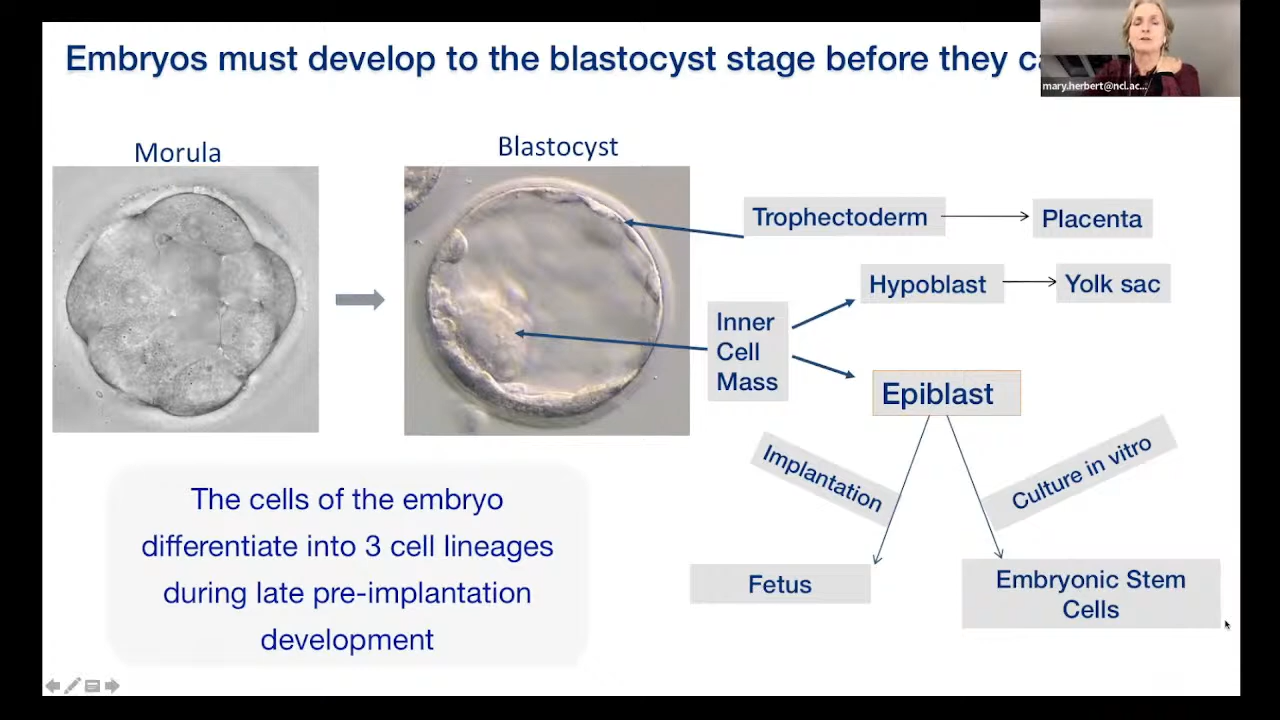 Embryos must develop to the blastocyst stage before they
mary.herbert@ncl.ac...
Morula
Blastocyst
Trophectoderm
Placenta
Hypoblast
Yolk sac
Inner
Cell
Mass
Epiblast
Implantation
Culture in vitro
The cells of the embryo
differentiate into 3 cell lineages
during late pre-implantation
development
Fetus
Embryonic Stem
Cells